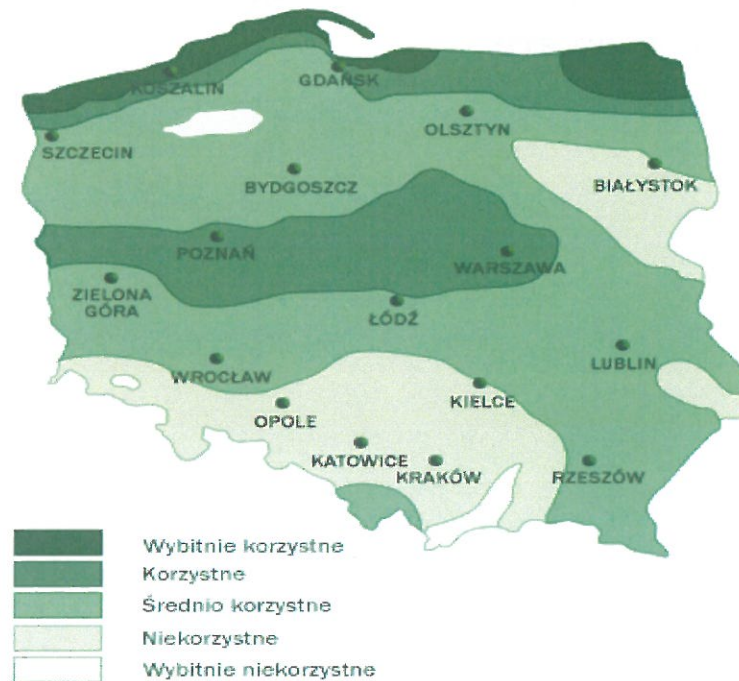 KOSZALIN
GDAŃSK
OLSZTYN
SZCZECIN
BYDGOSZCZ
BIAŁYSTOK
POZNAŃ
WARSZAWA
ZIELONA
GÓRA
ŁÓDŹ
WROCŁAW
LUBLIN
OPOLE
KIELCE
KATOWICE
KRAKÓW
RZESZÓW
Wybitnie korzystne
Korzystne
Średnio korzystne
Niekorzystne
Wybitnie niekorzystne